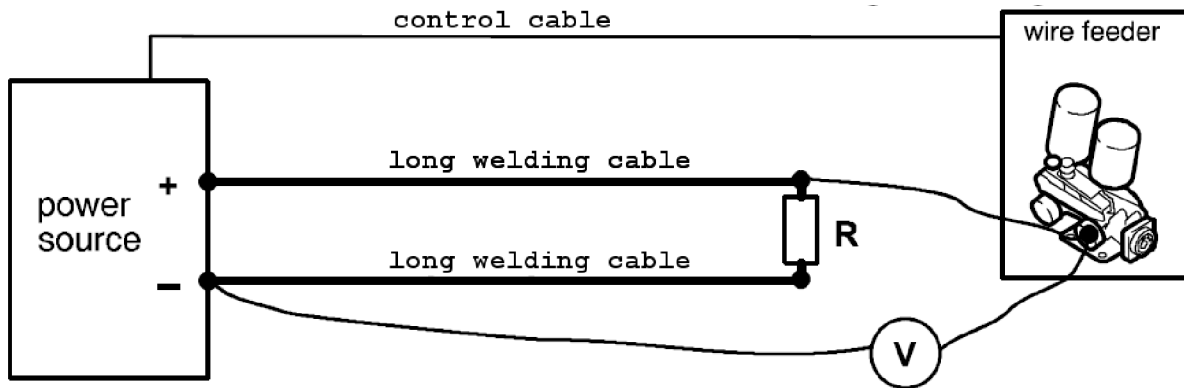 control cable
wire feeder
long welding cable
+
power
source
R
long welding cable
−
V